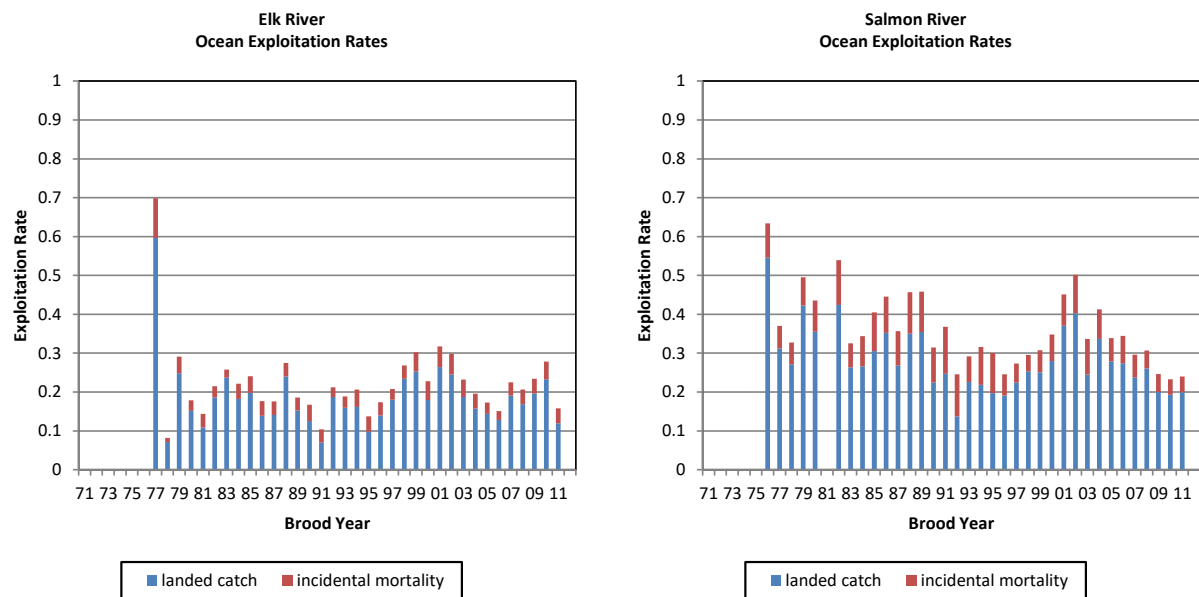 Elk River
Ocean Exploitation Rates
1
0.9
0.8
0.7
0.6
0.5
0.4
0.3
0.2
0.1
0
Exploitation Rate
71 73 75 77 79 81 83 85 87 89 91 93 95 97 99 01 03 05 07 09 11
Brood Year
landed catch incidental mortality
Salmon River
Ocean Exploitation Rates
1
0.9
0.8
0.7
0.6
0.5
0.4
0.3
0.2
0.1
0
Exploitation Rate
71 73 75 77 79 81 83 85 87 89 91 93 95 97 99 01 03 05 07 09 11
Brood Year
landed catch incidental mortality